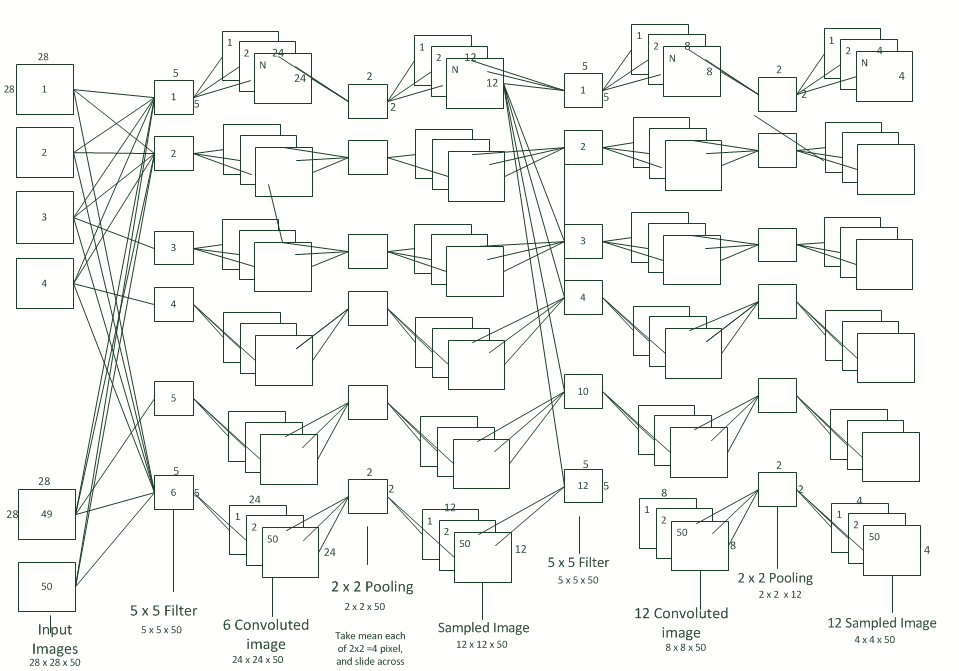 28
28
1
2
3
4
28
28
49
50
Input
Images
28 x 28 x 50
5
1
5
2
3
4
5
5
6
5
5 x 5 Filter
5 x 5 x 50
1
2
24
N
24
24
1
2
50
24
6 Convoluted
image
24 x 24 x 50
2
2
2
2
2 x 2 Pooling
2 x 2 x 50
Take mean each
of 2x2 =4 pixel,
and slide across
1
2
12
N
12
12
1
2
50
12
Sampled Image
12 x 12 x 50
5
1
5
2
3
4
10
5
12
5
5 x 5 Filter
5 x 5 x 50
1
2
8
N
8
8
1
2
50
8
12 Convoluted
image
8 x 8 x 50
2
2
2
2
2 x 2 Pooling
2 x 2 x 12
1
2
4
N
4
4
1
2
50
4
12 Sampled Image
4 x 4 x 50